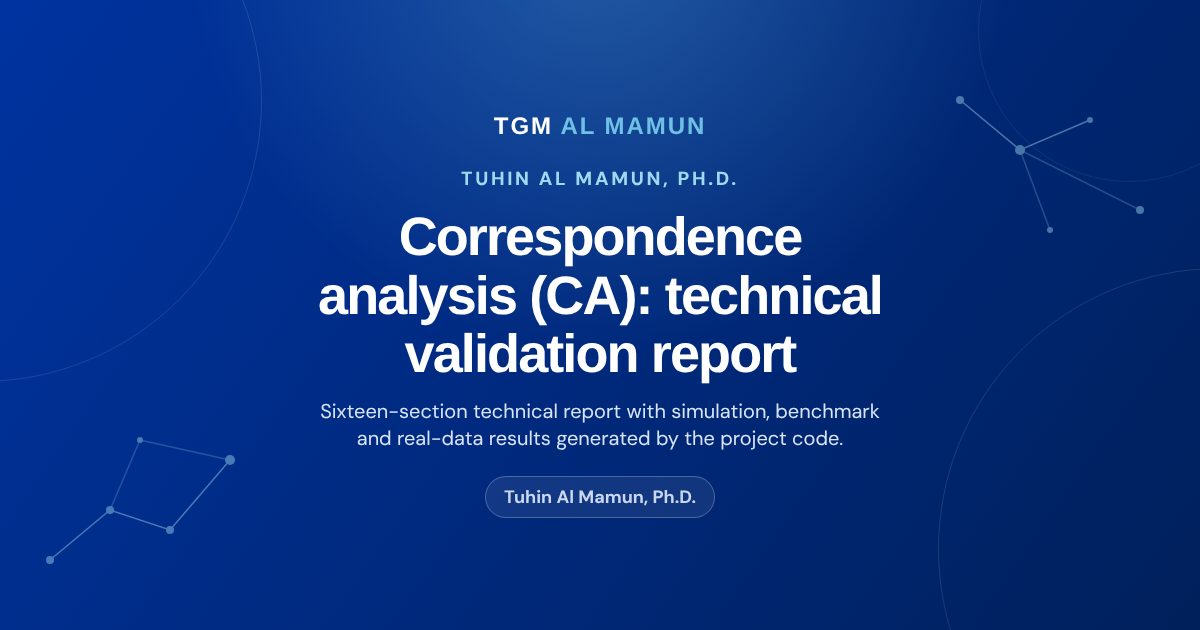 TGM AL MAMUN
TUHIN AL MAMUN, PH.D.
Correspondence
analysis (CA): technical
validation report
Sixteen-section technical report with simulation, benchmark
and real-data results generated by the project code.
Tuhin Al Mamun, Ph.D.